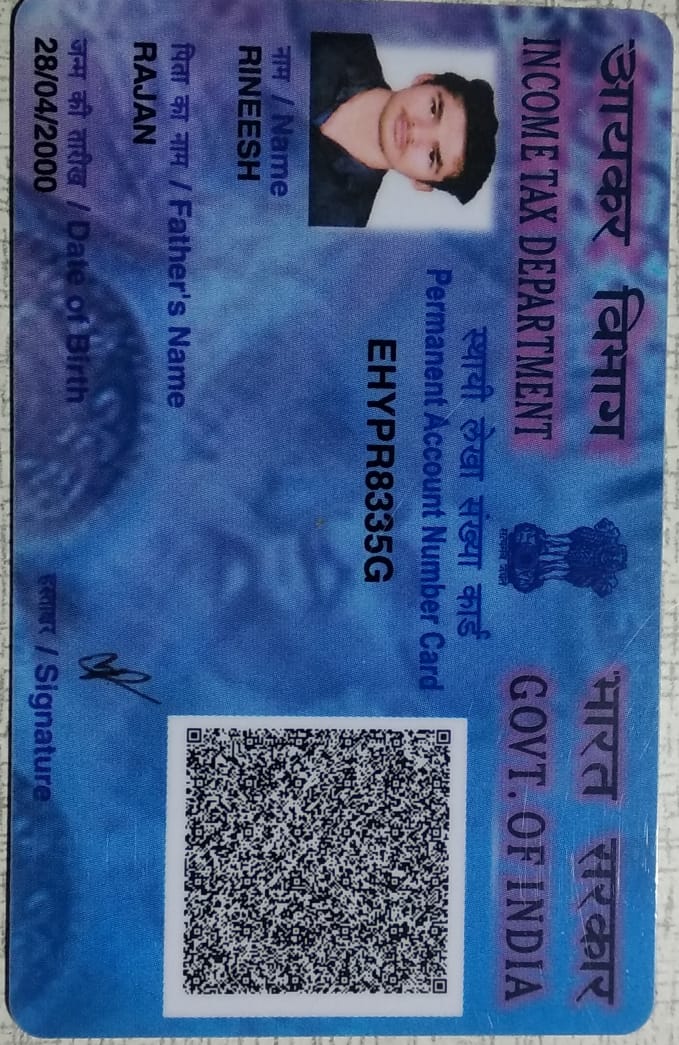 आयकर विभाग
INCOME TAX DEPARTMENT
भारत सरकार
GOVT. OF INDIA
स्थायी लेखा संख्या कार्ड
Permanent Account Number Card
EHYPR8335G
नाम / Name
RINEESH
पिता का नाम / Father's Name
RAJAN
जन्म की तारीख / Date of Birth
28/04/2000
हस्ताक्षर / Signature